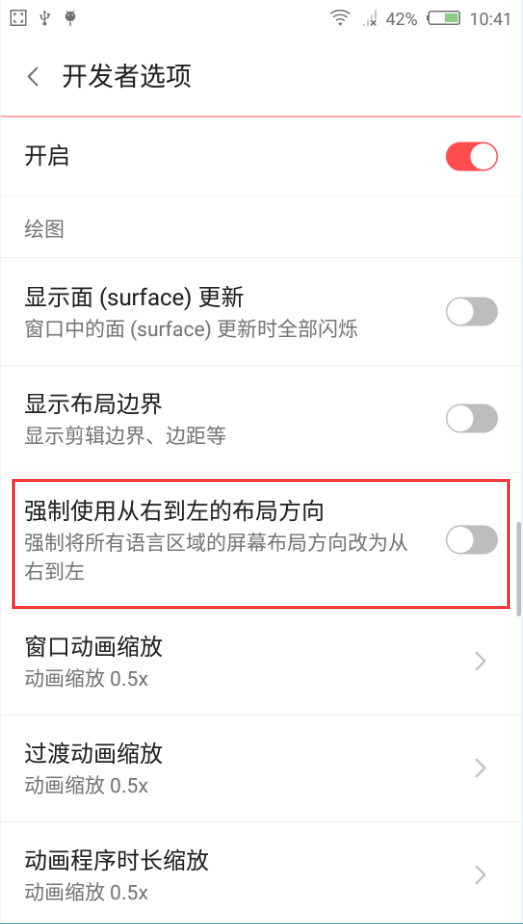 42% 10:41
开发者选项
开启
绘图
显示面 (surface) 更新
窗口中的面 (surface) 更新时全部闪烁
显示布局边界
显示剪辑边界、边距等
强制使用从右到左的布局方向
强制将所有语言区域的屏幕布局方向改为从
右到左
窗口动画缩放
动画缩放 0.5x
过渡动画缩放
动画缩放 0.5x
动画程序时长缩放
动画缩放 0.5x